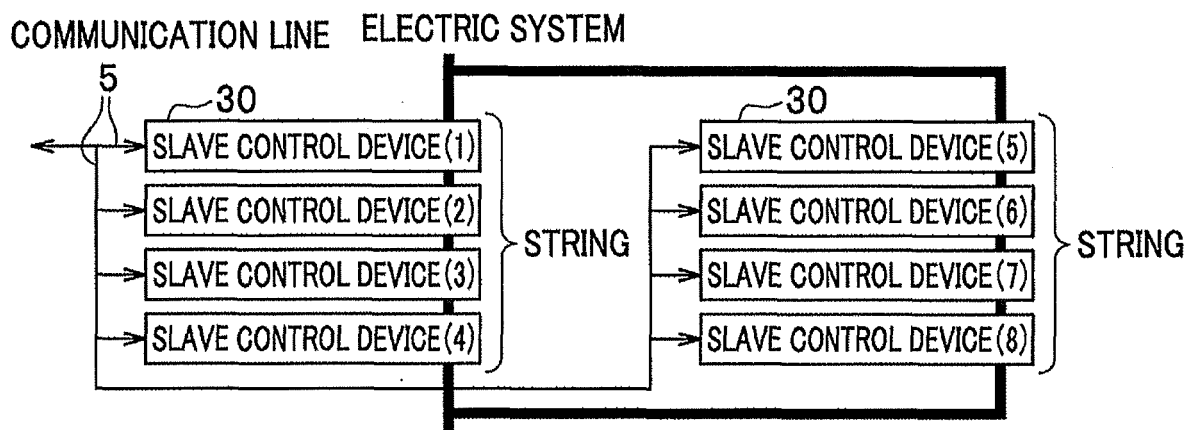 COMMUNICATION LINE
ELECTRIC SYSTEM
5
30
SLAVE CONTROL DEVICE(1)
SLAVE CONTROL DEVICE(2)
SLAVE CONTROL DEVICE(3)
SLAVE CONTROL DEVICE(4)
STRING
30
SLAVE CONTROL DEVICE(5)
SLAVE CONTROL DEVICE(6)
SLAVE CONTROL DEVICE(7)
SLAVE CONTROL DEVICE(8)
STRING